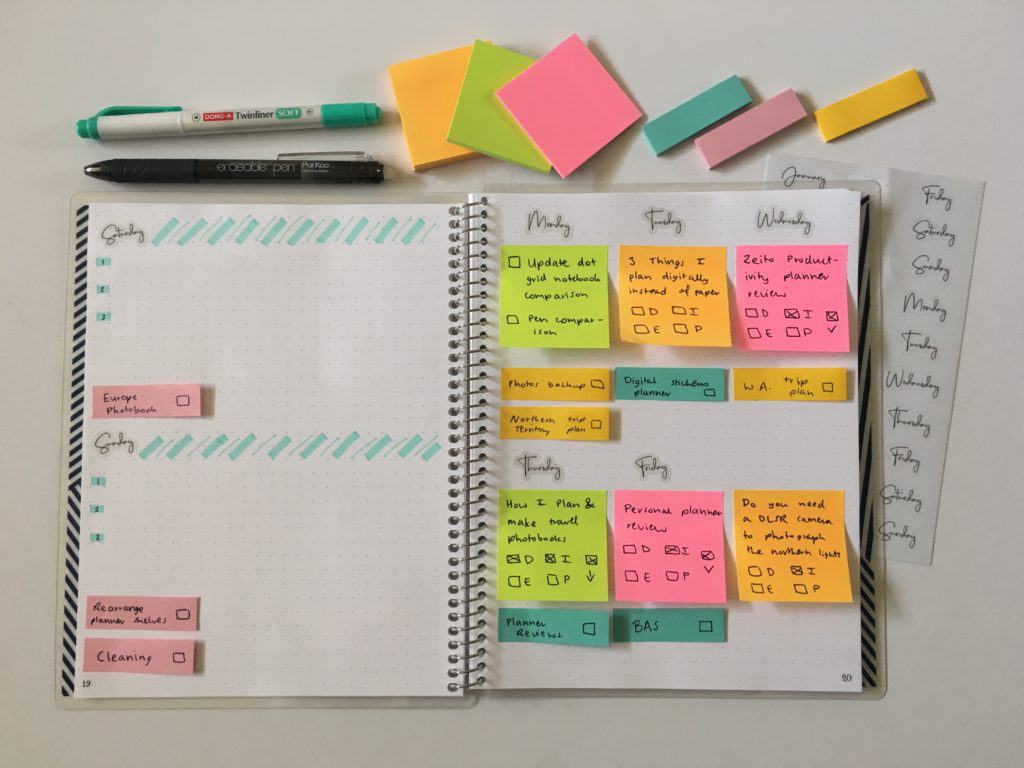 DONG-A Twinliner SOFT
erasable pen ParKoo
January
Friday
Saturday
Sunday
Monday
Tuesday
Wednesday
Thursday
Friday
Saturday
Sunday
Saturday
1
2
3
Europe
Photobook
Sunday
1
2
3
Rearrange
planner shelves
Cleaning
19
Monday
Tuesday
Wednesday
Update dot
grid notebook
comparison
Pen compar-
ison
3 Things I
plan digitally
instead of paper
D I
E P
Zeito Product-
ivity planner
review
D I
E P
Photos backup
Digital stickers
planner
W.A. trip
plan
Northern trip
Territory plan
Thursday
Friday
How I Plan &
make travel
photobooks
D I
E P
Personal planner
review
D I
E P
Do you need
a DLSR camera
to photograph
the northern lights
D I
E P
Planner
Reviews
BAS
20